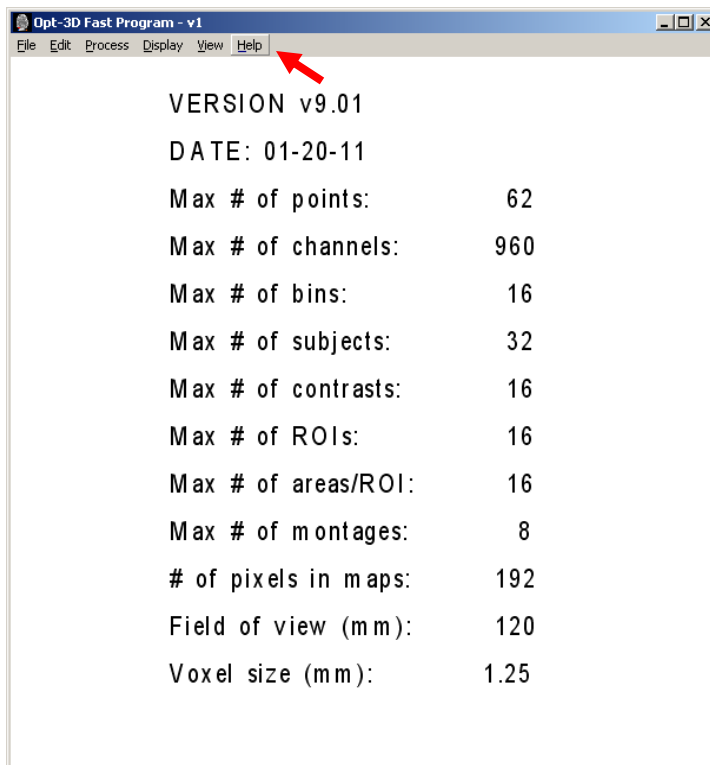 Opt-3D Fast Program - v1
File Edit Process Display View Help
VERSION v9.01
DATE: 01-20-11
Max # of points: 62
Max # of channels: 960
Max # of bins: 16
Max # of subjects: 32
Max # of contrasts: 16
Max # of ROIs: 16
Max # of areas/ROI: 16
Max # of montages: 8
# of pixels in maps: 192
Field of view (mm): 120
Voxel size (mm): 1.25